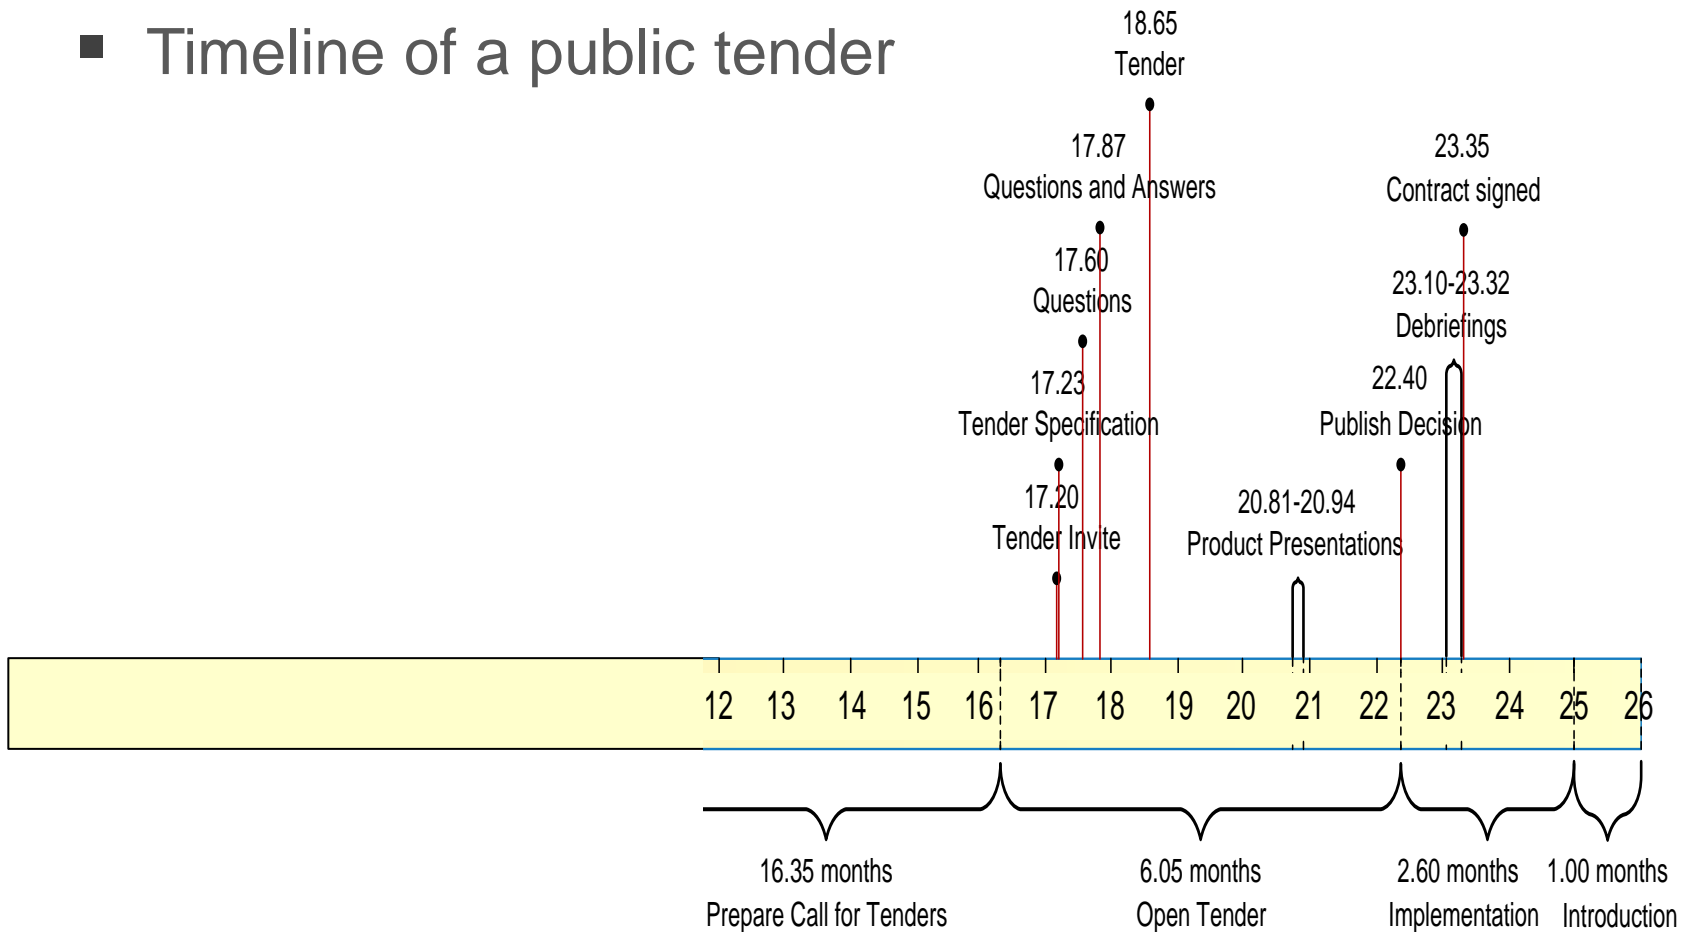 ▪ Timeline of a public tender
18.65
Tender
17.87
Questions and Answers
23.35
Contract signed
17.60
Questions
23.10-23.32
Debriefings
17.23
Tender Specification
22.40
Publish Decision
17.20
Tender Invite
20.81-20.94
Product Presentations
12 13 14 15 16 17 18 19 20 21 22 23 24 25 26
16.35 months
Prepare Call for Tenders
6.05 months
Open Tender
2.60 months
Implementation
1.00 months
Introduction